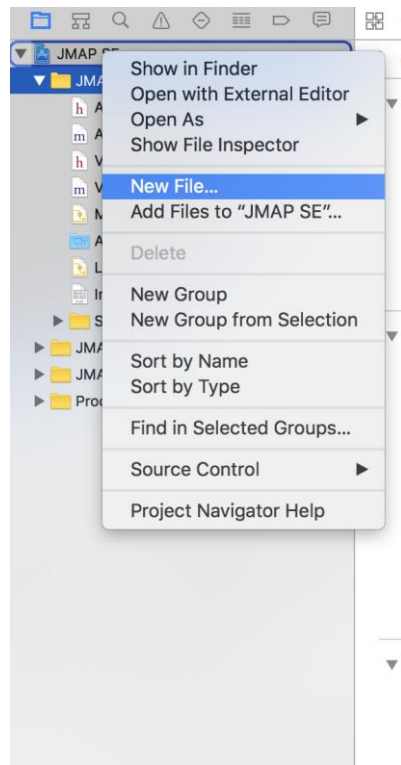 JMAP SE
Show in Finder
JMA
Open with External Editor
h A
Open As
m A
Show File Inspector
h V
m V
New File...
M
Add Files to “JMAP SE”...
A
Delete
L
In
New Group
S
New Group from Selection
JMA
Sort by Name
JMA
Sort by Type
Proc
Find in Selected Groups...
Source Control
Project Navigator Help